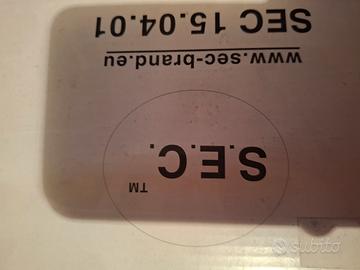 S.E.C.
TM
www.sec-brand.eu
SEC 15.04.01
subito